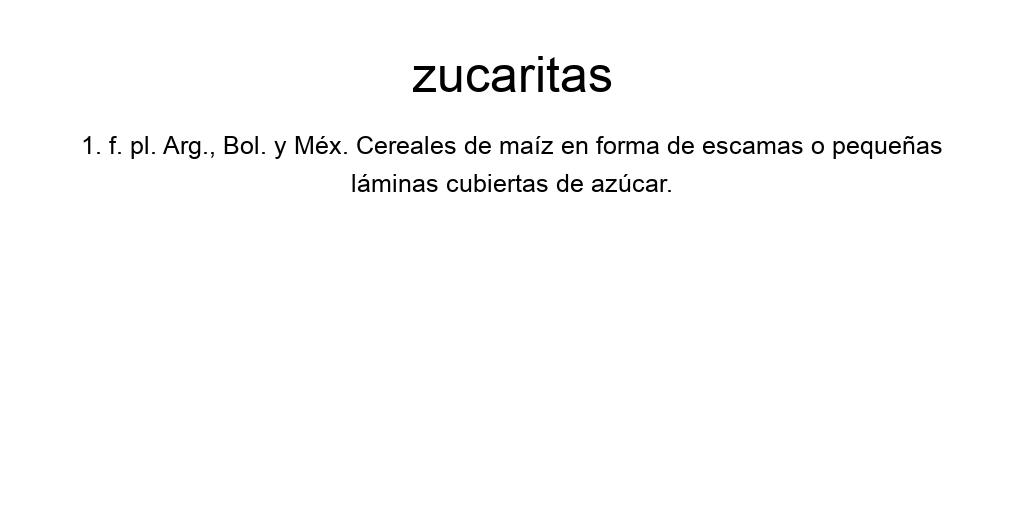 zucaritas
1. f. pl. Arg., Bol. y Méx. Cereales de maíz en forma de escamas o pequeñas
láminas cubiertas de azúcar.